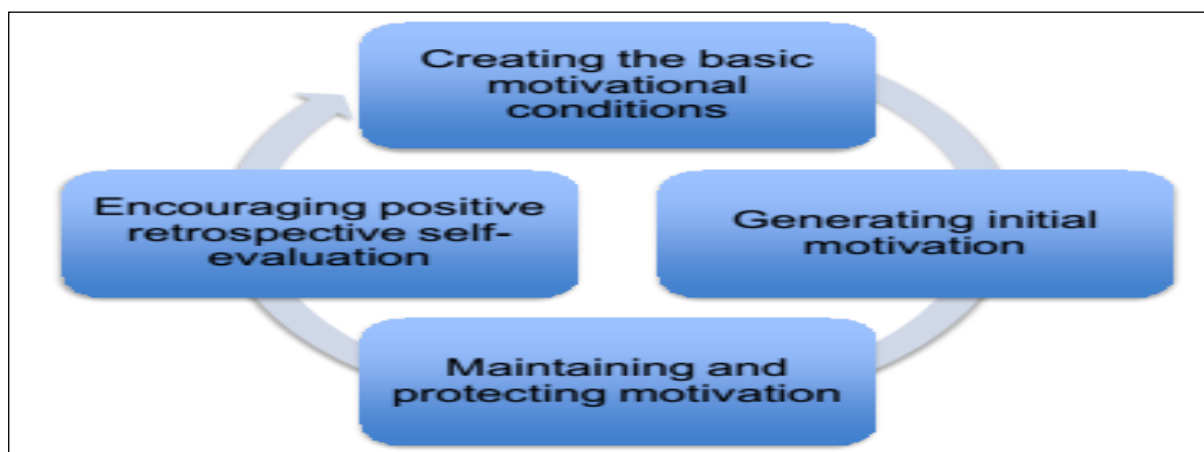 Creating the basic
motivational
conditions
Generating initial
motivation
Maintaining and
protecting motivation
Encouraging positive
retrospective self-
evaluation